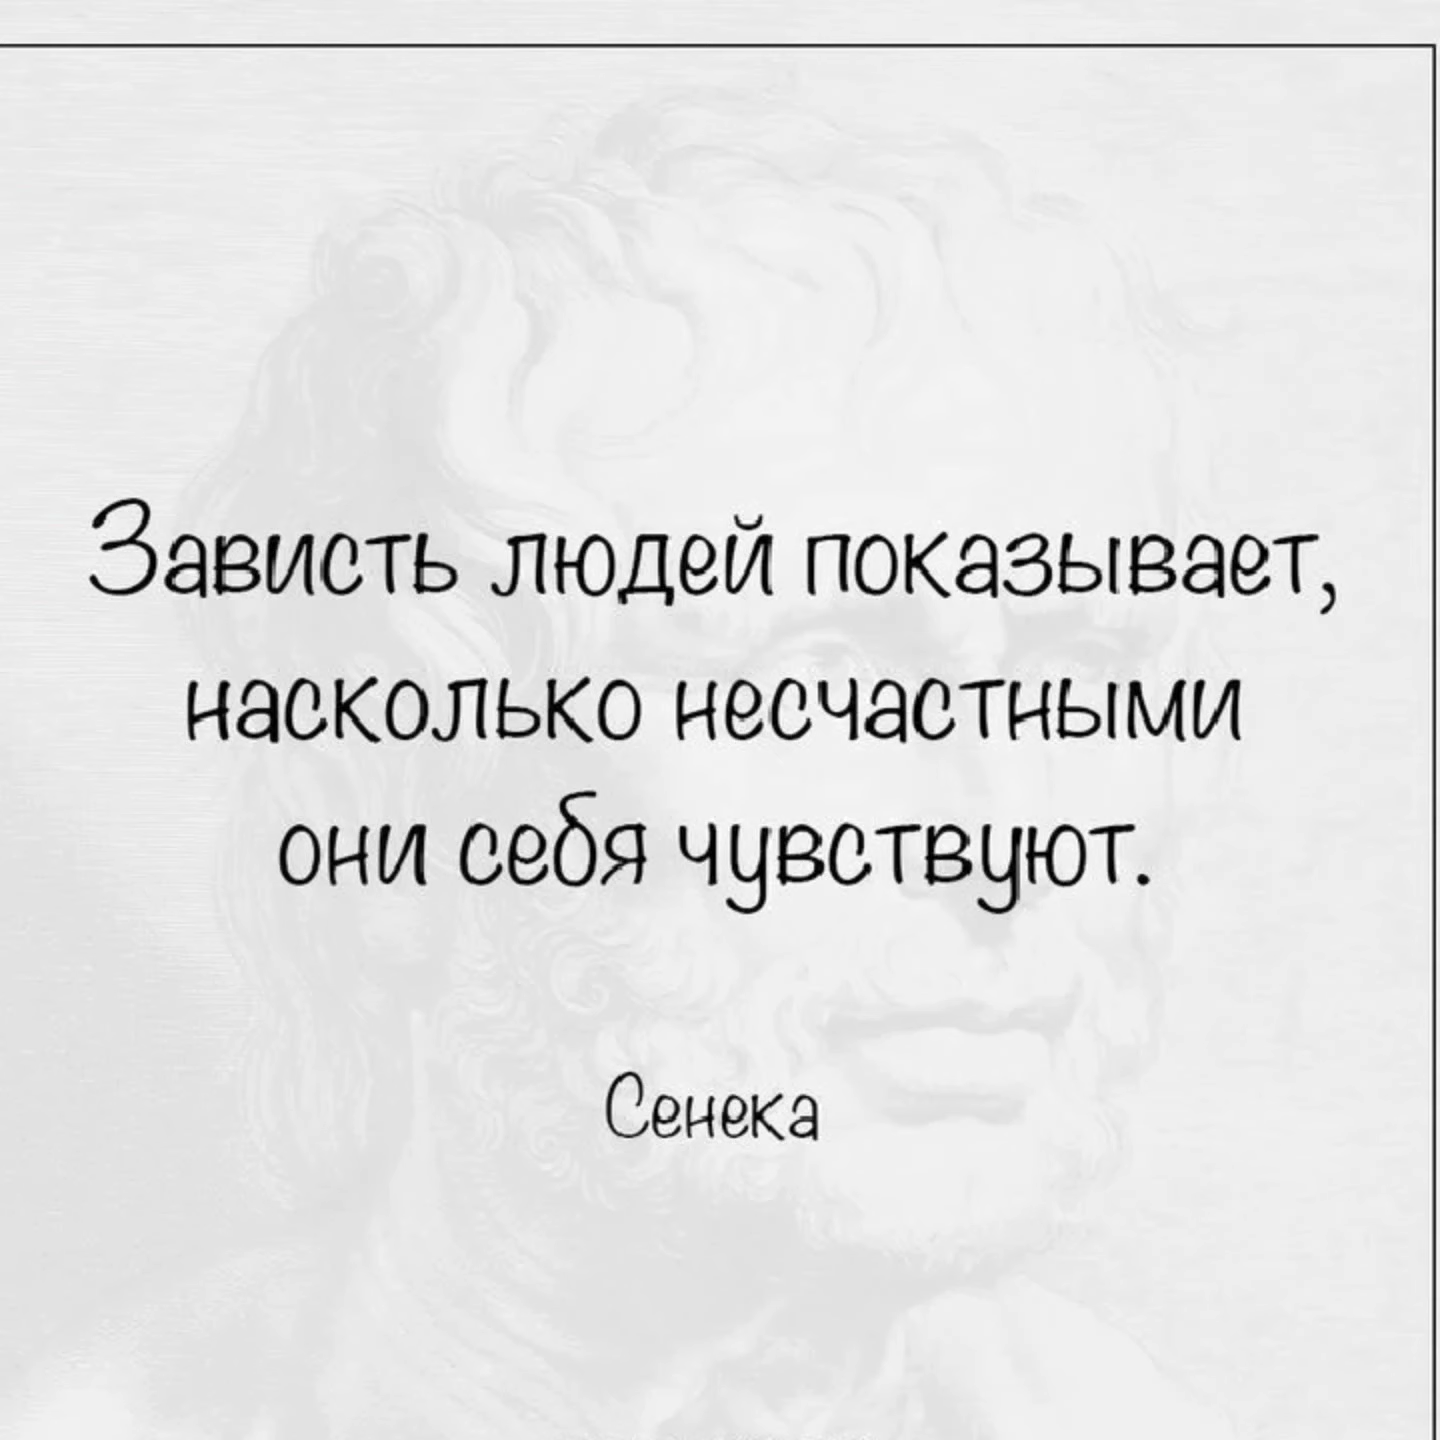 Зависть людей показывает,
насколько несчастными
они себя чувствуют.
Сенека